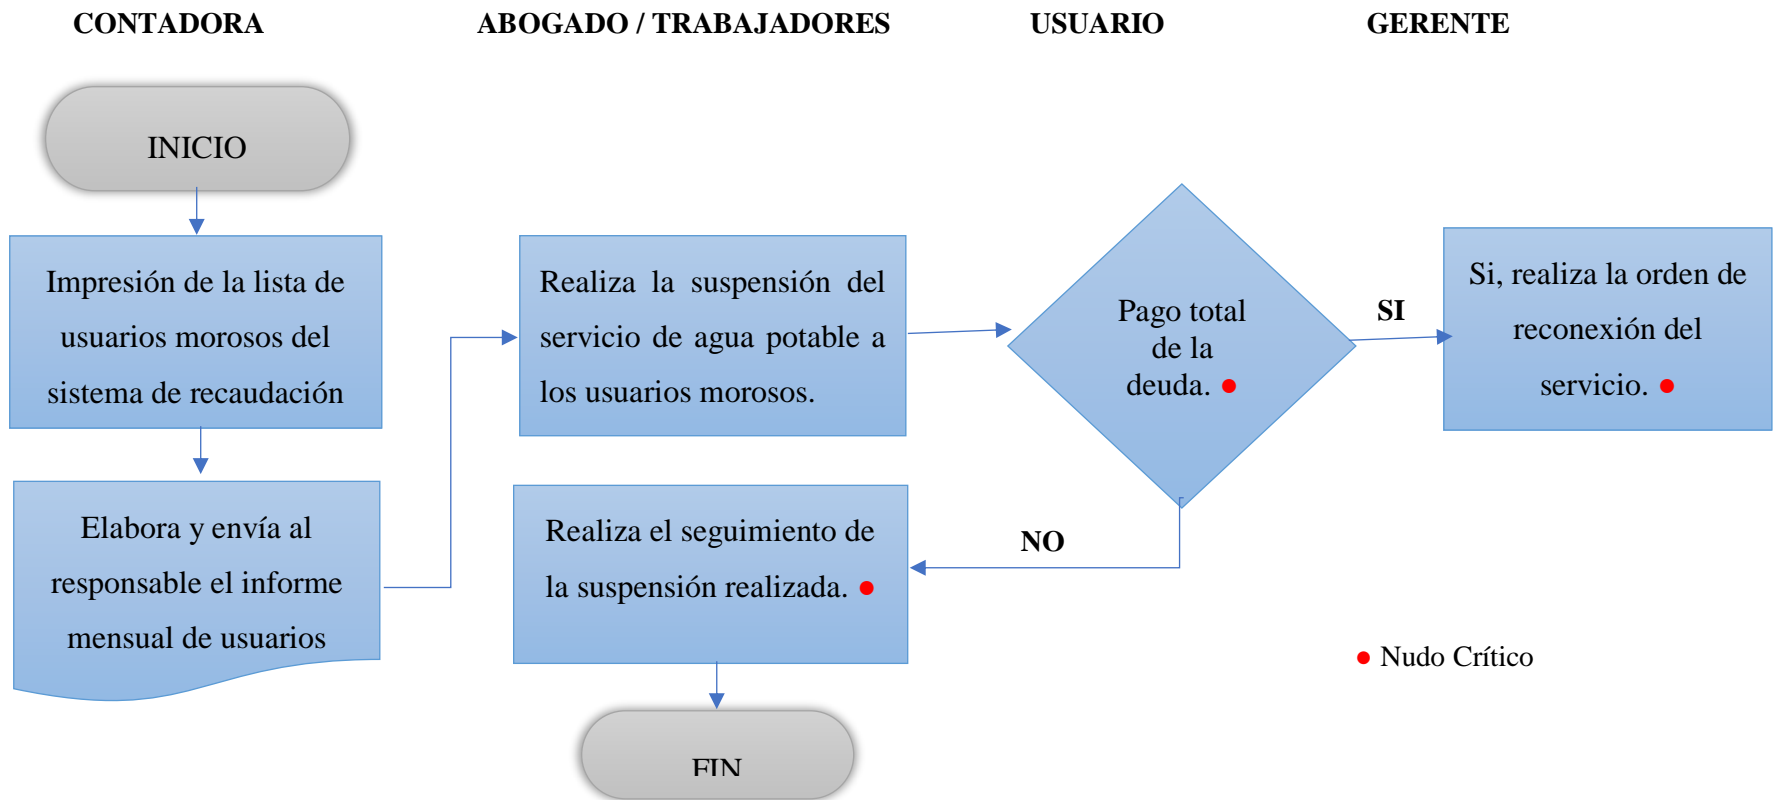 CONTADORA
ABOGADO / TRABAJADORES
USUARIO
GERENTE
INICIO
Impresión de la lista de
usuarios morosos del
sistema de recaudación
Elabora y envía al
responsable el informe
mensual de usuarios
Realiza la suspensión del
servicio de agua potable a
los usuarios morosos.
Pago total
de la
deuda.
SI
Si, realiza la orden de
reconexión del
servicio.
NO
Realiza el seguimiento de
la suspensión realizada.
FIN
Nudo Crítico